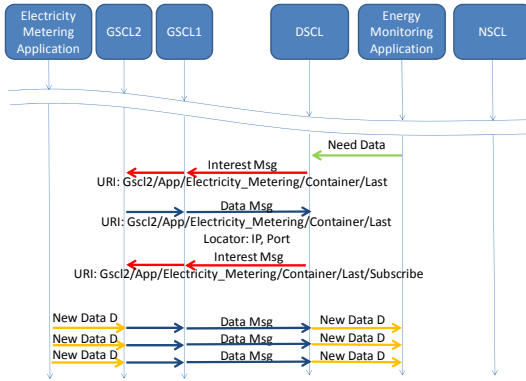 Electricity
Metering
Application
GSCL2
GSCL1
DSCL
Energy
Monitoring
Application
NSCL
Need Data
Interest Msg
URI: Gscl2/App/Electricity_Metering/Container/Last
Data Msg
URI: Gscl2/App/Electricity_Metering/Container/Last
Locator: IP, Port
Interest Msg
URI: Gscl2/App/Electricity_Metering/Container/Last/Subscribe
New Data D Data Msg New Data D
New Data D Data Msg New Data D
New Data D Data Msg New Data D